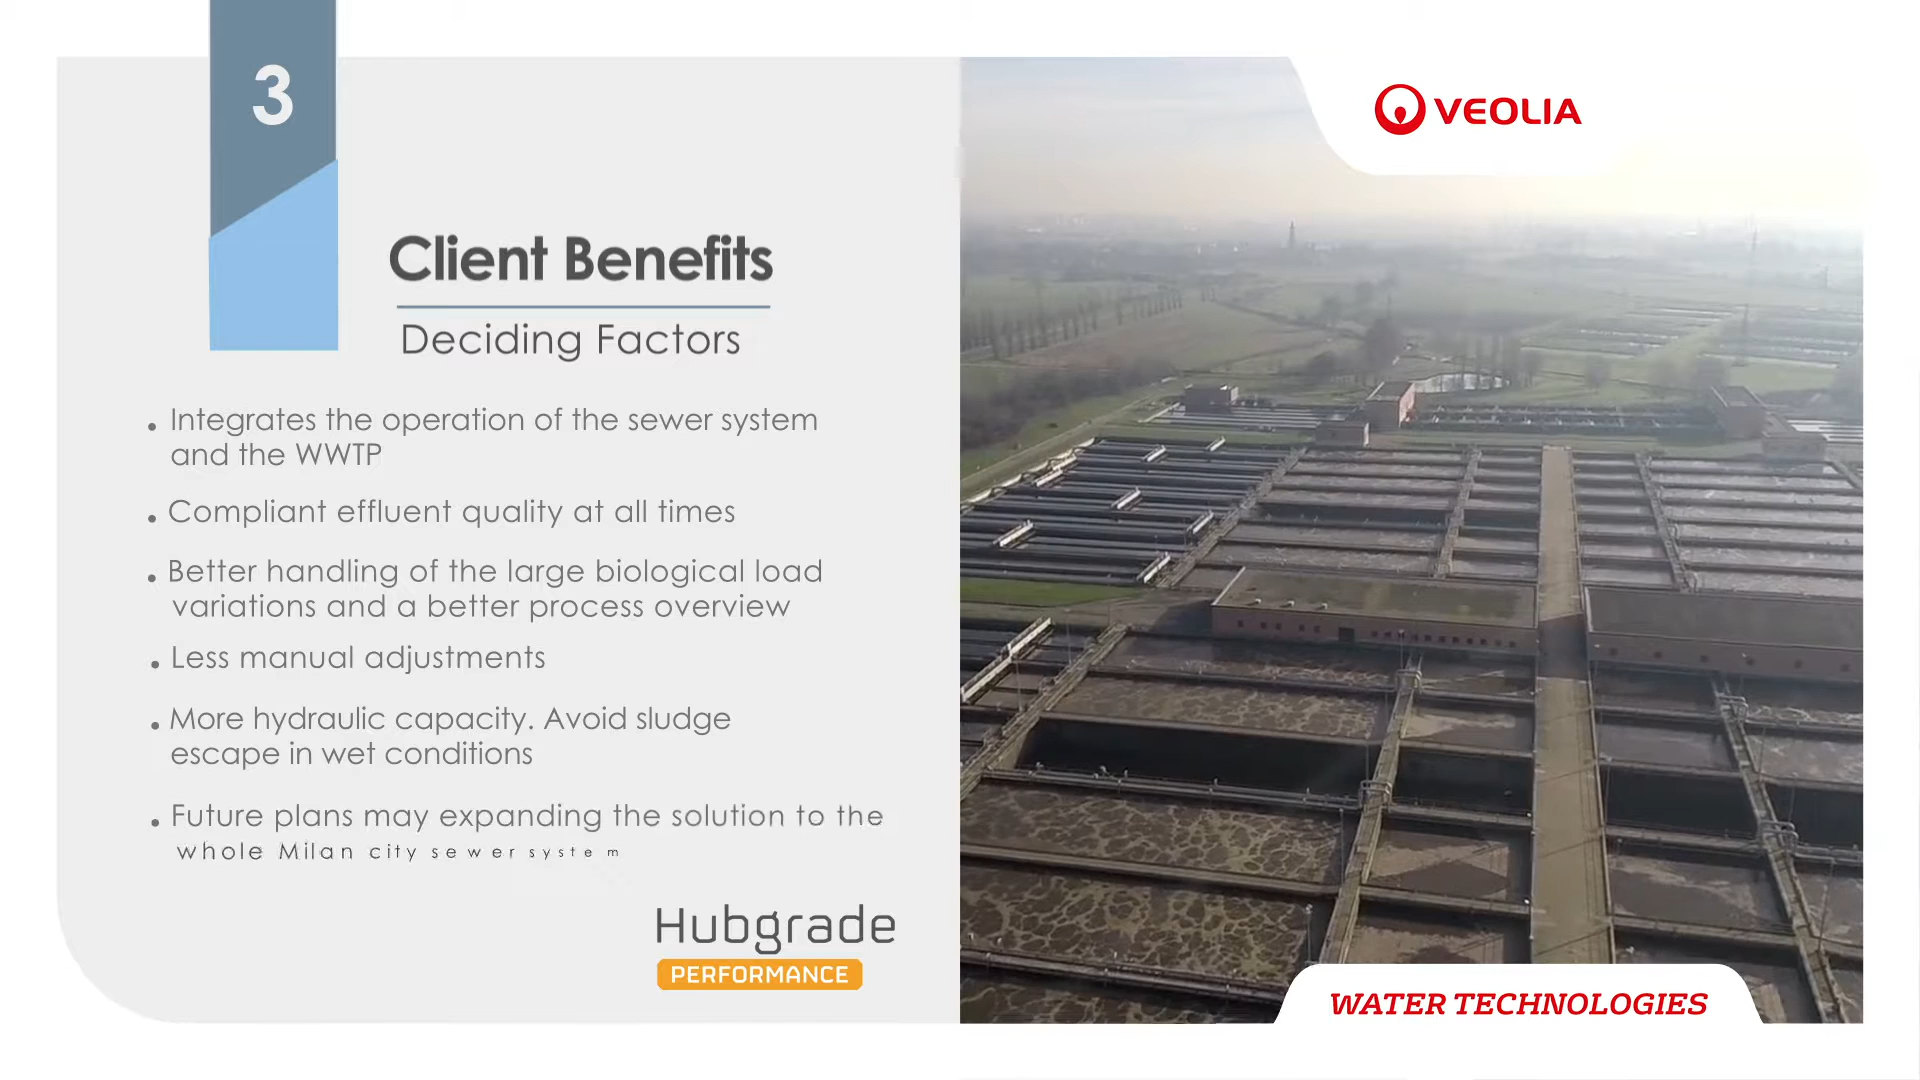 3
VEOLIA
Client Benefits
Deciding Factors
• Integrates the operation of the sewer system
and the WWTP
• Compliant effluent quality at all times
• Better handling of the large biological load
variations and a better process overview
• Less manual adjustments
• More hydraulic capacity. Avoid sludge
escape in wet conditions
• Future plans may expanding the solution to the
whole Milan city sewer system
Hubgrade
PERFORMANCE
WATER TECHNOLOGIES